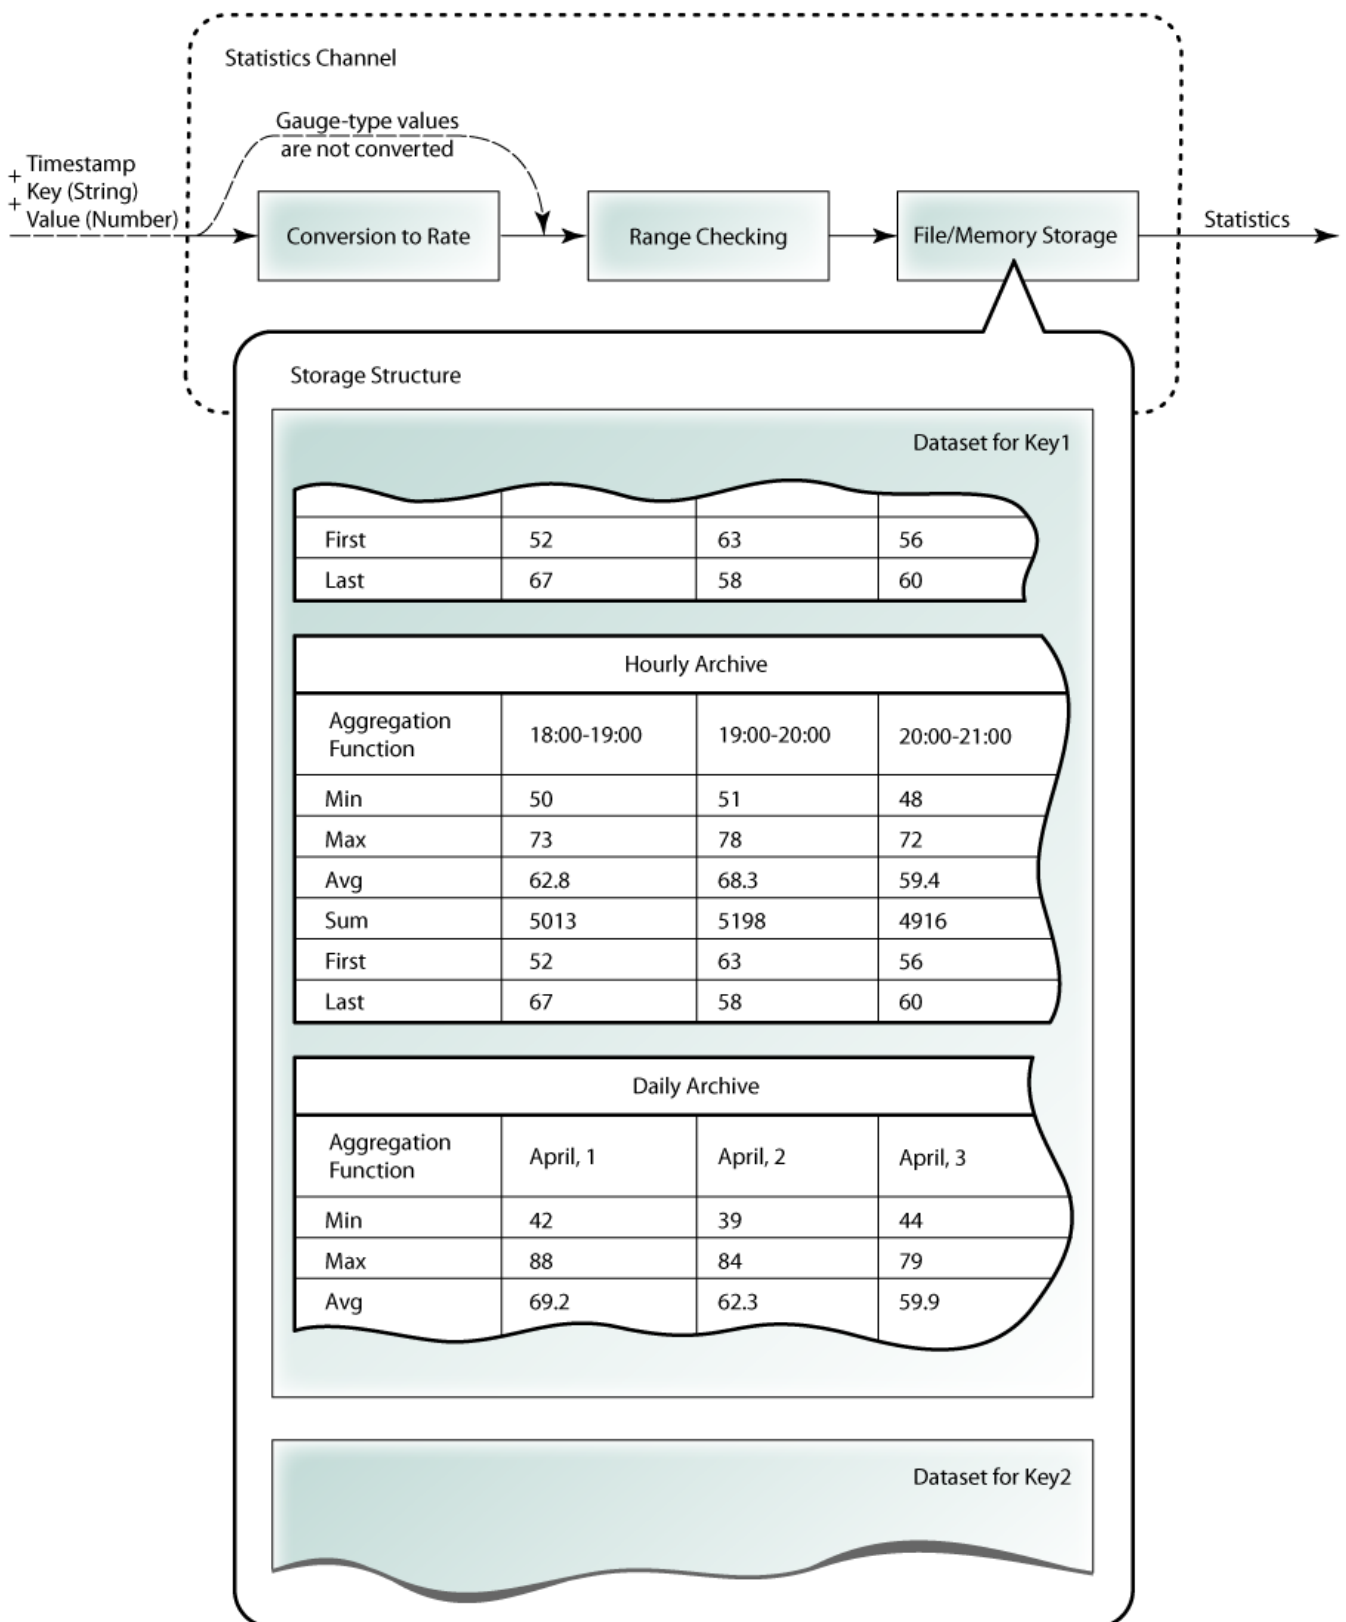 Statistics Channel
Gauge-type values
are not converted
+ Timestamp
Key (String)
+ Value (Number)
Conversion to Rate
Range Checking
File/Memory Storage
Statistics
Storage Structure
Dataset for Key1
First 52 63 56
Last 67 58 60
Hourly Archive
Aggregation
Function 18:00-19:00 19:00-20:00 20:00-21:00
Min 50 51 48
Max 73 78 72
Avg 62.8 68.3 59.4
Sum 5013 5198 4916
First 52 63 56
Last 67 58 60
Daily Archive
Aggregation
Function April, 1 April, 2 April, 3
Min 42 39 44
Max 88 84 79
Avg 69.2 62.3 59.9
Dataset for Key2